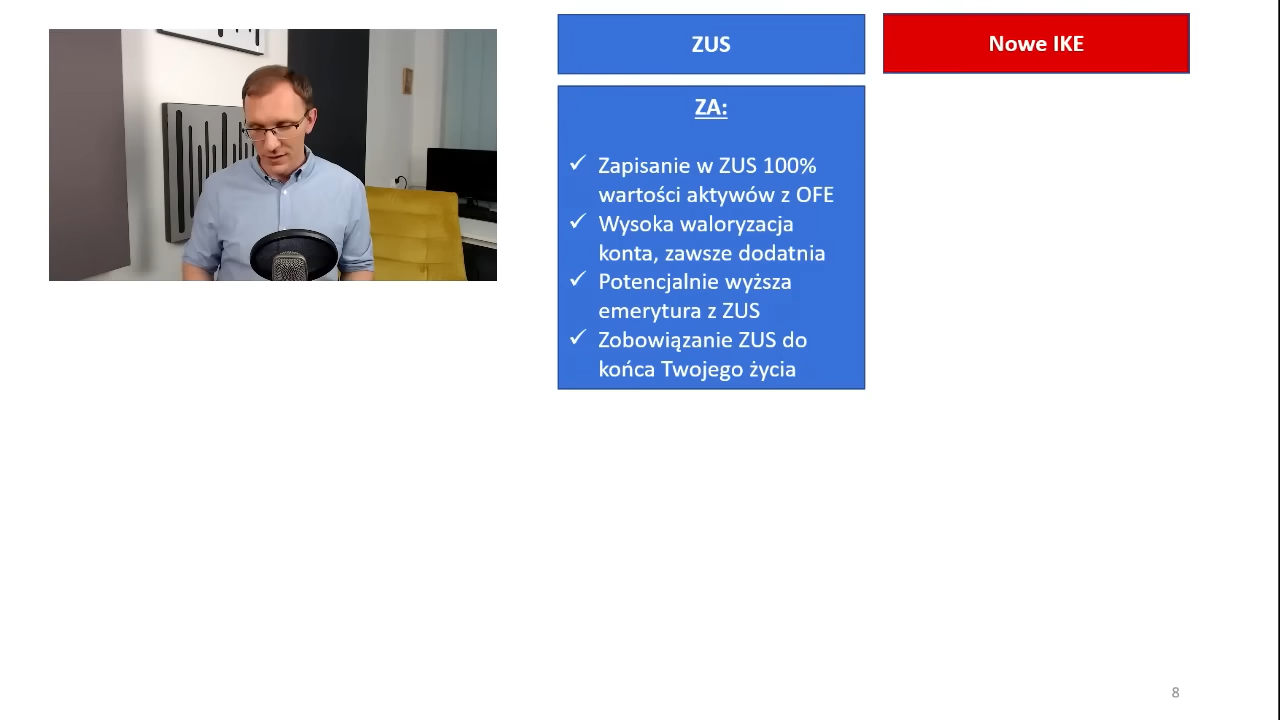 ZUS
Nowe IKE
ZA:
✓ Zapisanie w ZUS 100%
wartości aktywów z OFE
✓ Wysoka waloryzacja
konta, zawsze dodatnia
✓ Potencjalnie wyższa
emerytura z ZUS
✓ Zobowiązanie ZUS do
końca Twojego życia
8